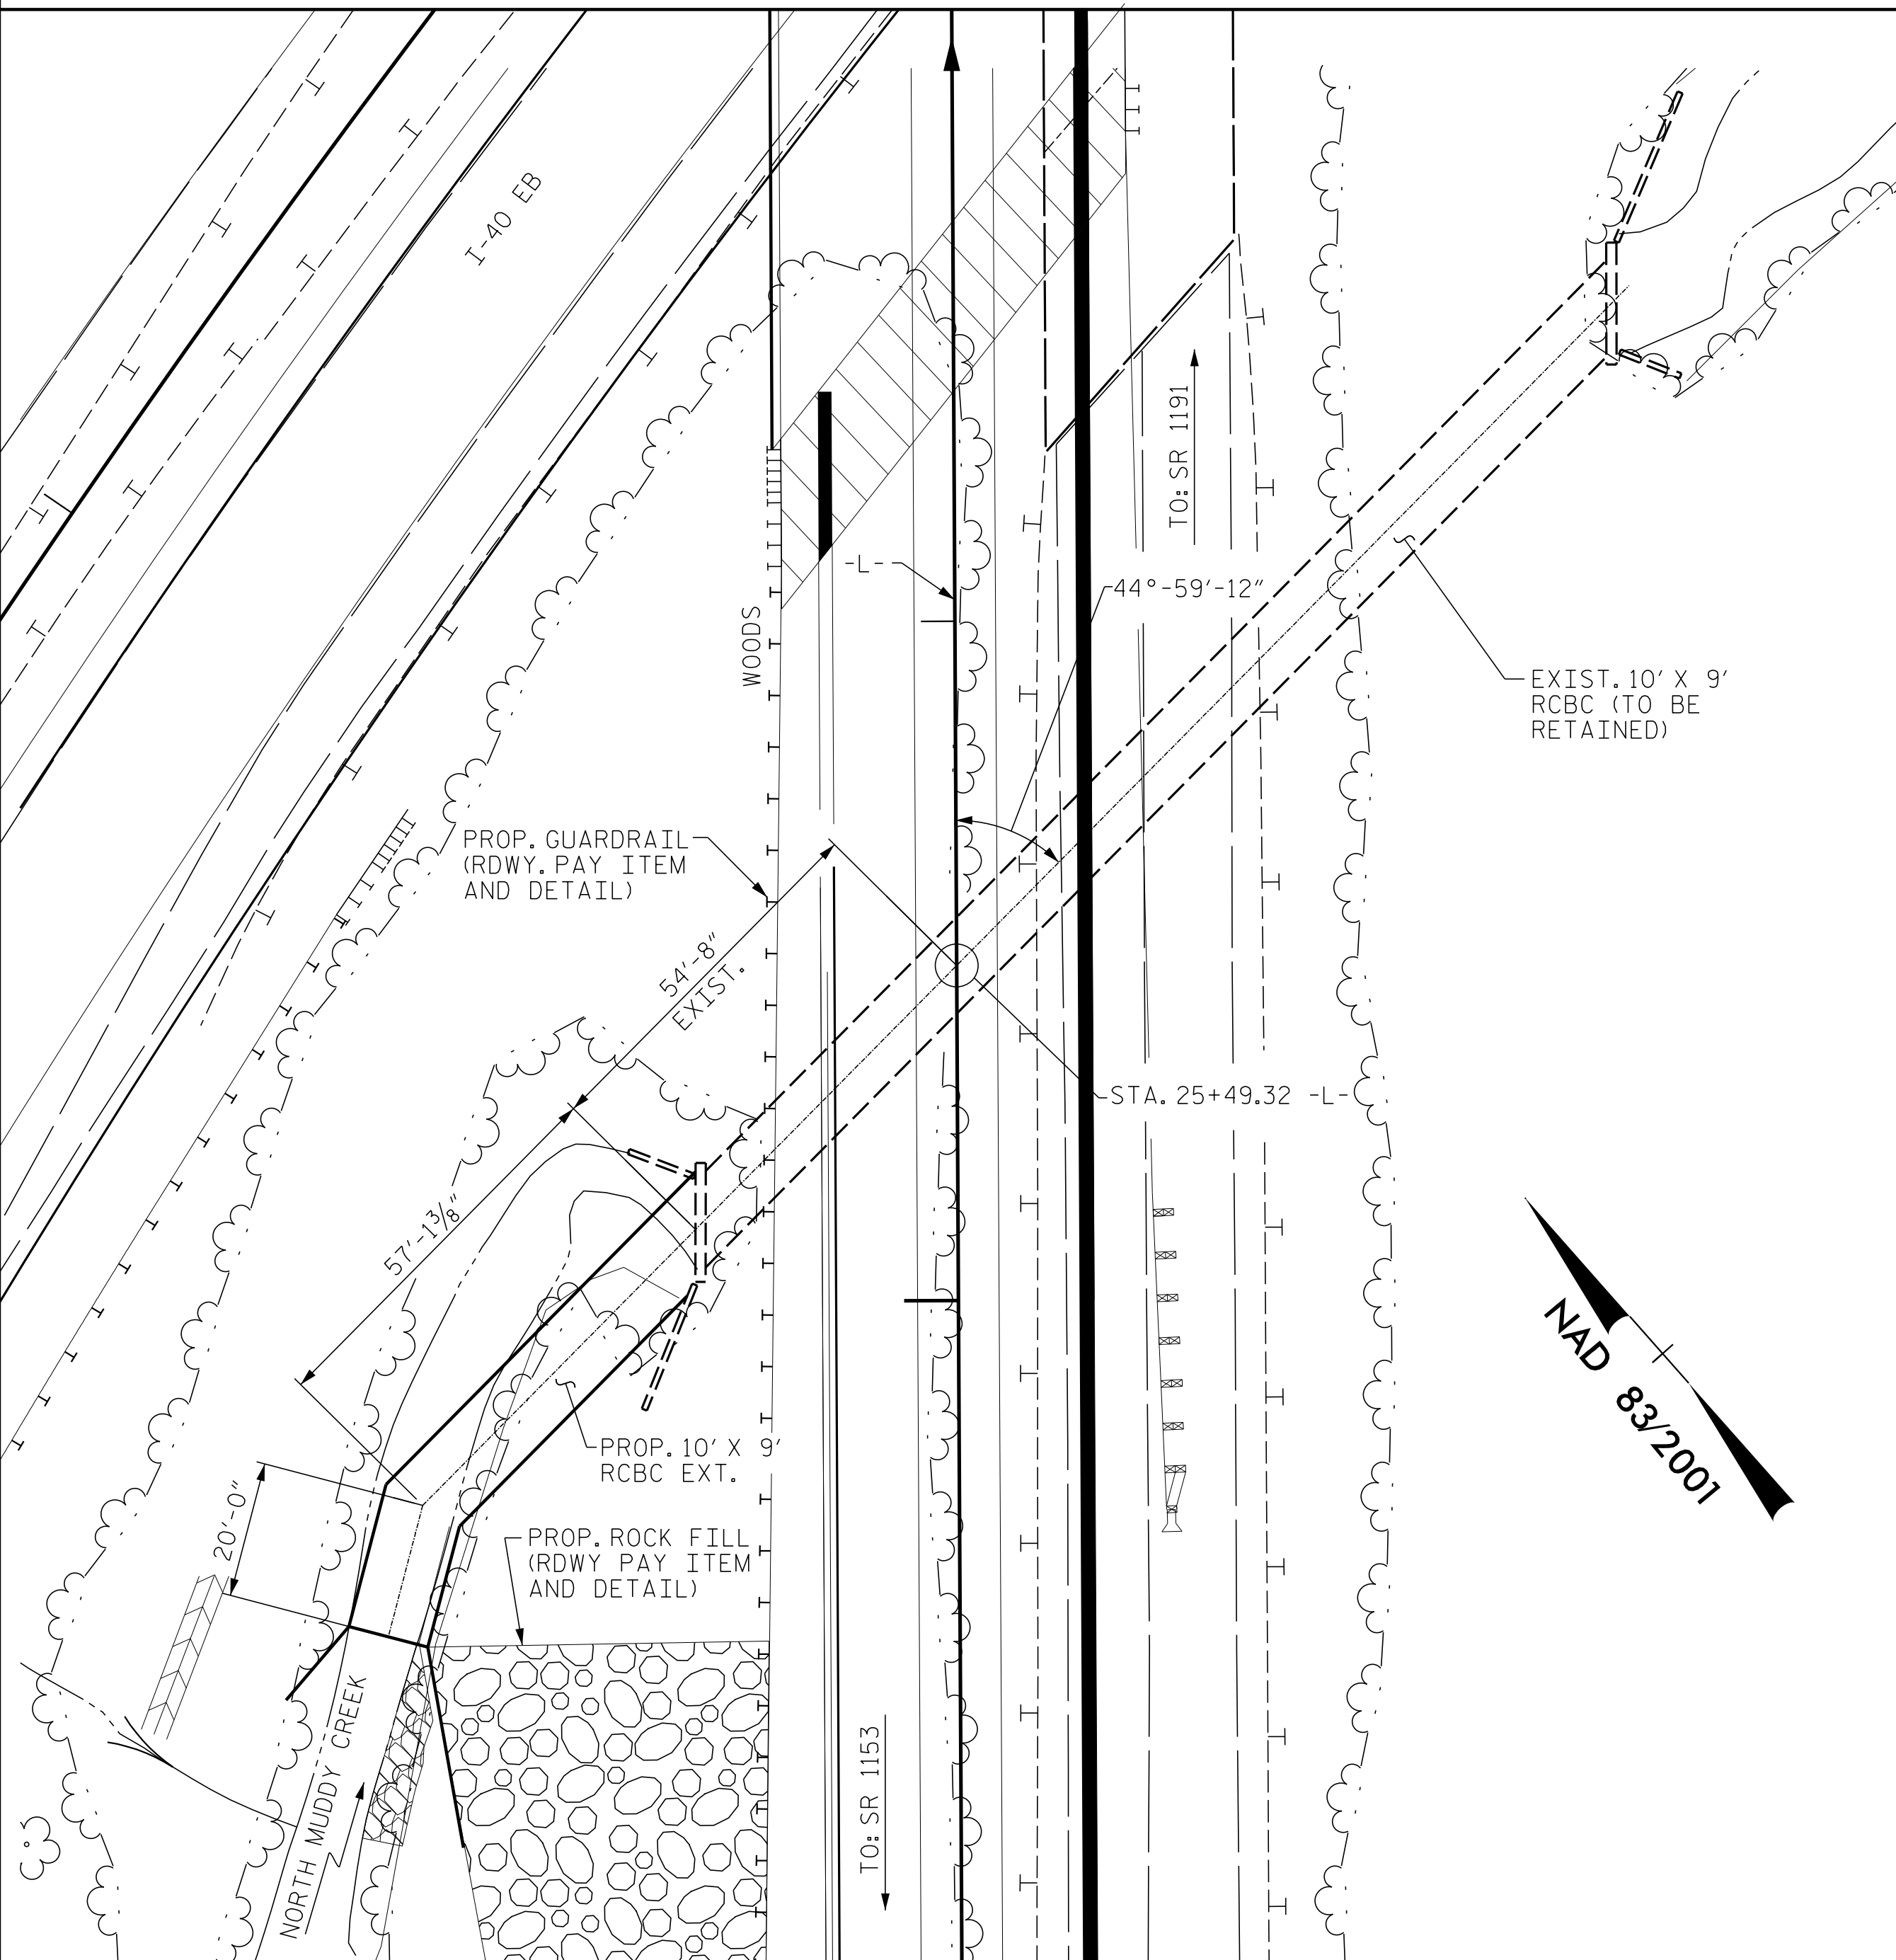 I-40 EB
TO: SR 1191
-L-
44°-59'-12"
WOODS
EXIST. 10' X 9'
RCBC (TO BE
RETAINED)
PROP. GUARDRAIL
(RDWY. PAY ITEM
AND DETAIL)
54'-8"
EXIST.
STA. 25+49.32 -L-
57'-1⅜"
NAD 83/2001
PROP. 10' X 9'
RCBC EXT.
20'-0"
PROP. ROCK FILL
(RDWY PAY ITEM
AND DETAIL)
NORTH MUDDY CREEK
TO: SR 1153